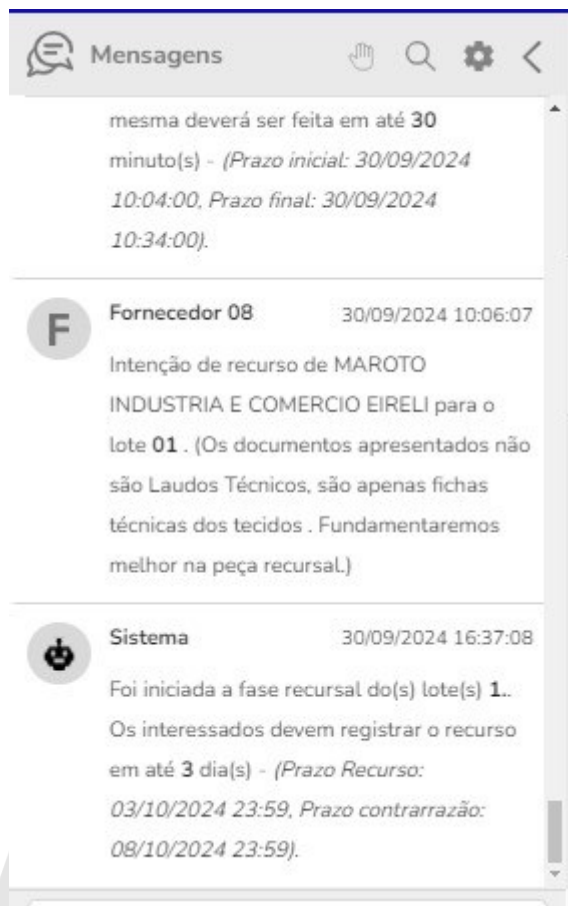 Mensagens
mesma deverá ser feita em até 30
minuto(s) - (Prazo inicial: 30/09/2024
10:04:00, Prazo final: 30/09/2024
10:34:00).
F
Fornecedor 08 30/09/2024 10:06:07
Intenção de recurso de MAROTO
INDUSTRIA E COMERCIO EIRELI para o
lote 01 . (Os documentos apresentados não
são Laudos Técnicos, são apenas fichas
técnicas dos tecidos . Fundamentaremos
melhor na peça recursal.)
Sistema 30/09/2024 16:37:08
Foi iniciada a fase recursal do(s) lote(s) 1..
Os interessados devem registrar o recurso
em até 3 dia(s) - (Prazo Recurso:
03/10/2024 23:59, Prazo contrarrazão:
08/10/2024 23:59).